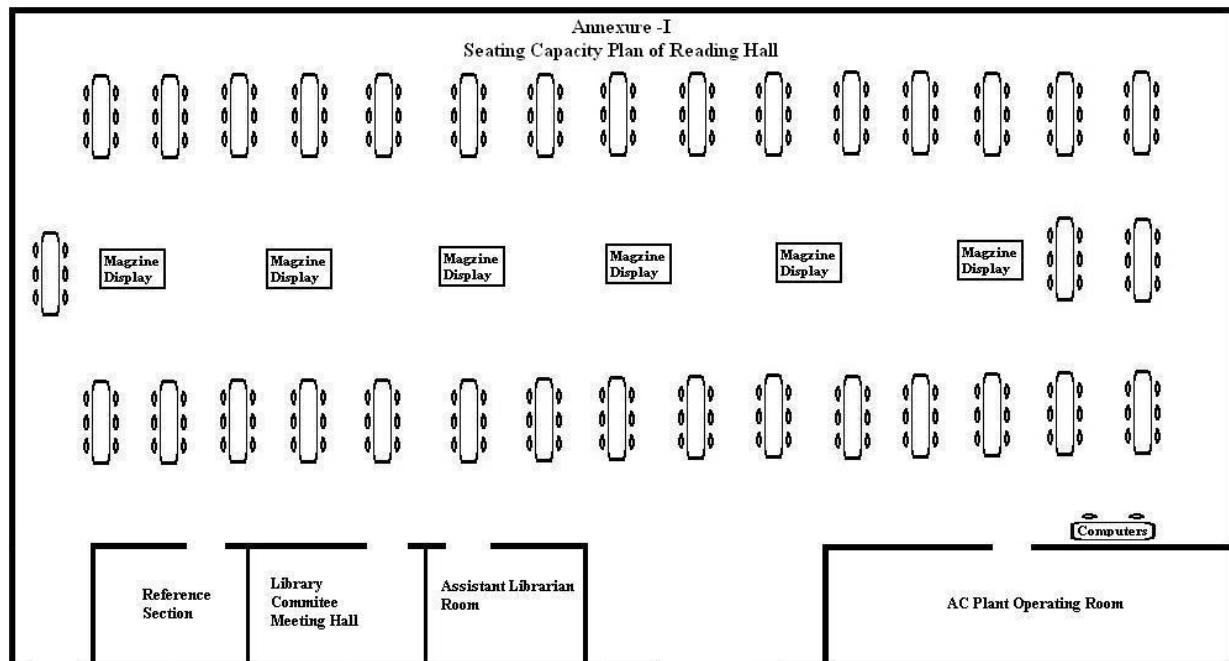 Annexure -I
Seating Capacity Plan of Reading Hall
Magzine
Display
Magzine
Display
Magzine
Display
Magzine
Display
Magzine
Display
Magzine
Display
Computers
Reference
Section
Library
Commitee
Meeting Hall
Assistant Librarian
Room
AC Plant Operating Room